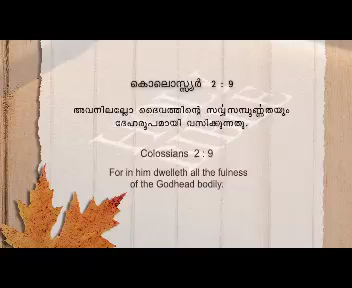 കൊലൊസ്സ്യർ 2 : 9
അവനിലല്ലോ ദൈവത്തിന്റെ സർവ്വസമ്പൂർണ്ണതയും
ദേഹരൂപമായി വസിക്കുന്നതു.
Colossians 2 : 9
For in him dwelleth all the fulness
of the Godhead bodily.